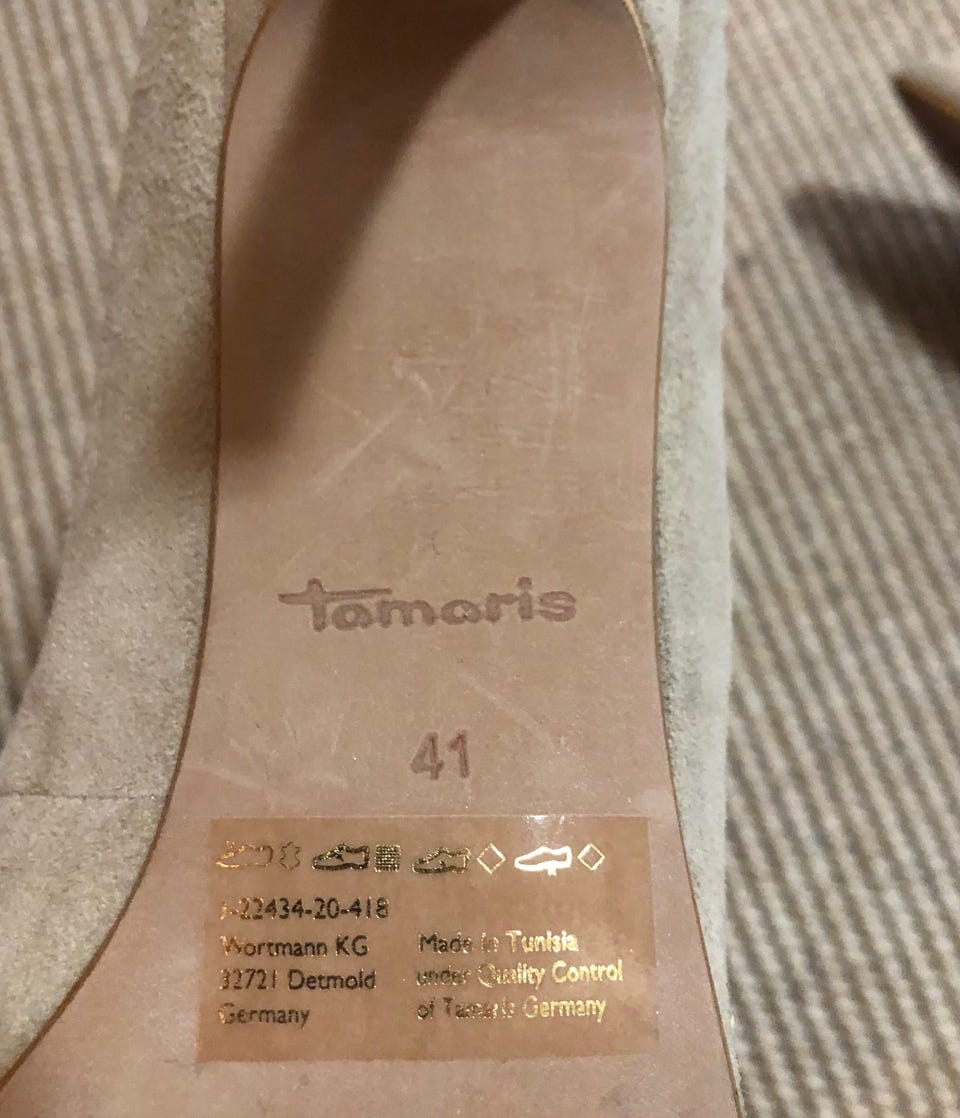 tamaris
41
1-22434-20-418
Wortmann KG
32721 Detmold
Germany
Made in Tunisia
under Quality Control
of Tamaris Germany